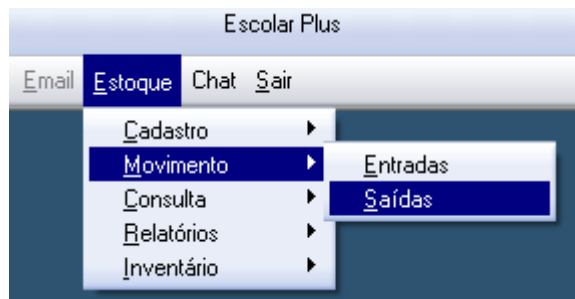 Escolar Plus
Email Estoque Chat Sair
Cadastro
Movimento
Entradas
Consulta
Saídas
Relatórios
Inventário